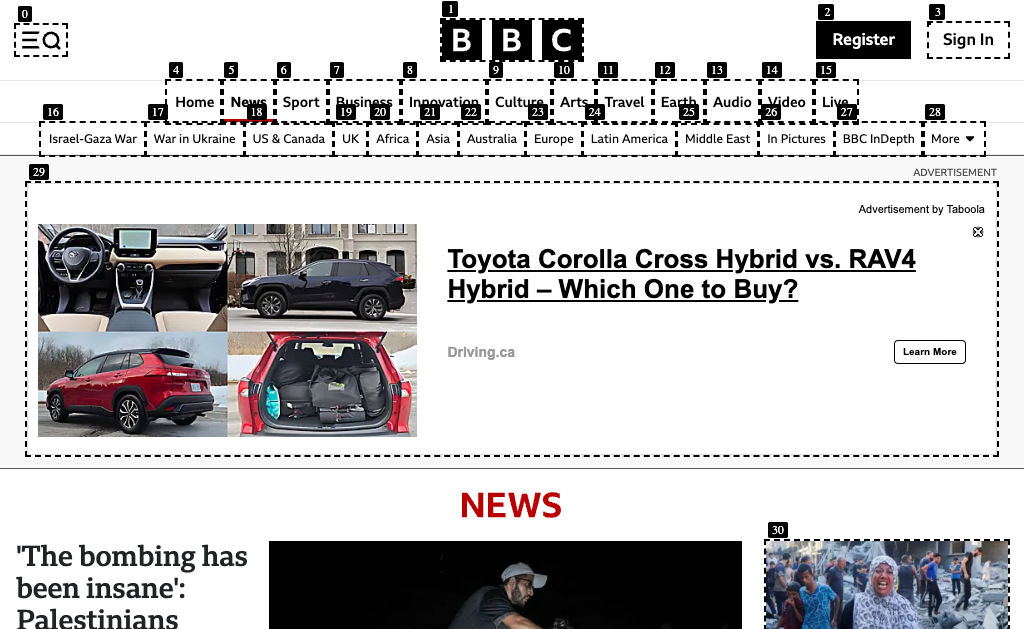 0
1
2
3
BBC
Register
Sign In
4
5
6
7
8
9
10
11
12
13
14
15
Home
News
Sport
Business
Innovation
Culture
Arts
Travel
Earth
Audio
Video
Live
16
17
18
19
20
21
22
23
24
25
26
27
28
Israel-Gaza War
War in Ukraine
US & Canada
UK
Africa
Asia
Australia
Europe
Latin America
Middle East
In Pictures
BBC InDepth
More
29
ADVERTISEMENT
Advertisement by Taboola
Toyota Corolla Cross Hybrid vs. RAV4
Hybrid – Which One to Buy?
Driving.ca
Learn More
NEWS
30
'The bombing has
been insane':
Palestinians